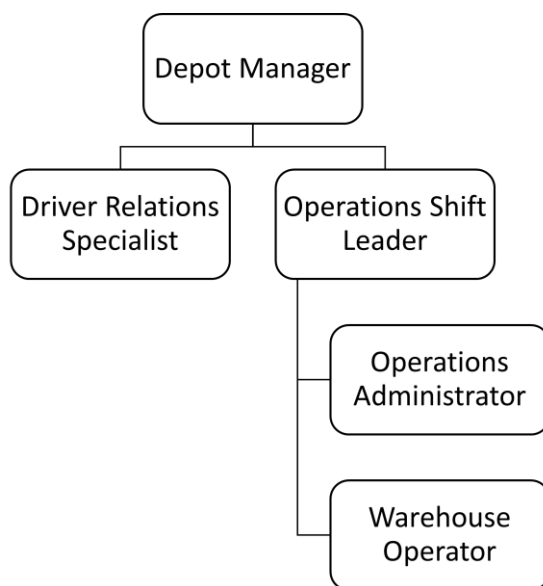 Depot Manager
Driver Relations
Specialist
Operations Shift
Leader
Operations
Administrator
Warehouse
Operator